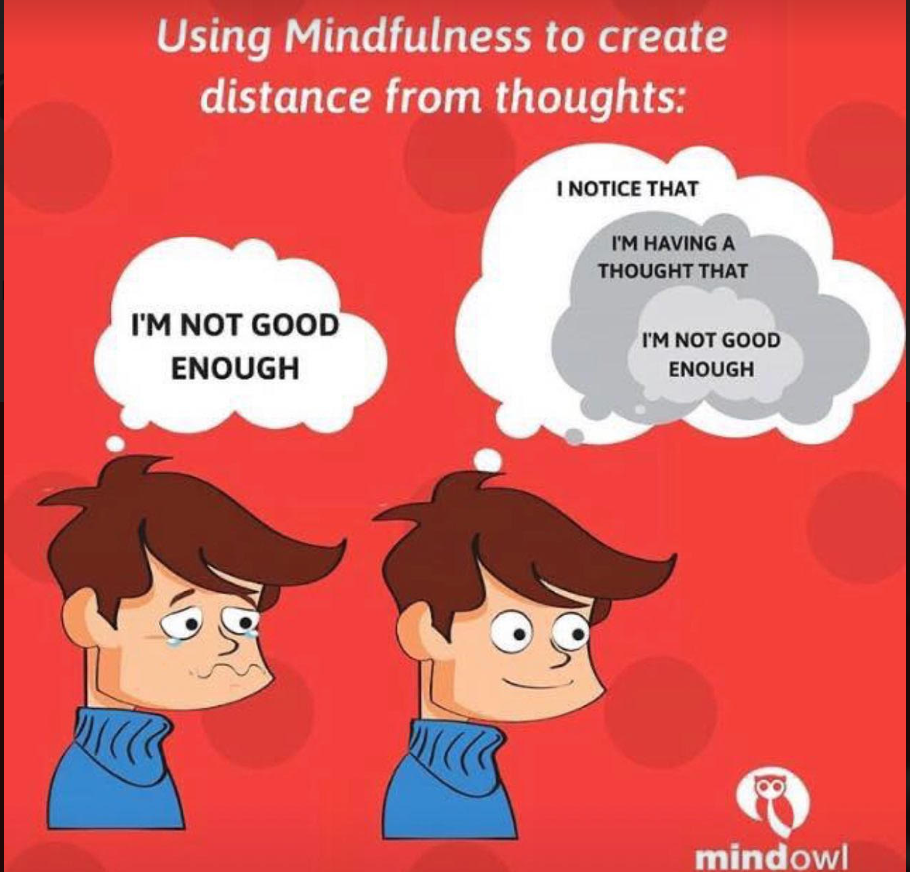 Using Mindfulness to create
distance from thoughts:
I'M NOT GOOD
ENOUGH
I NOTICE THAT
I'M HAVING A
THOUGHT THAT
I'M NOT GOOD
ENOUGH
mindowl